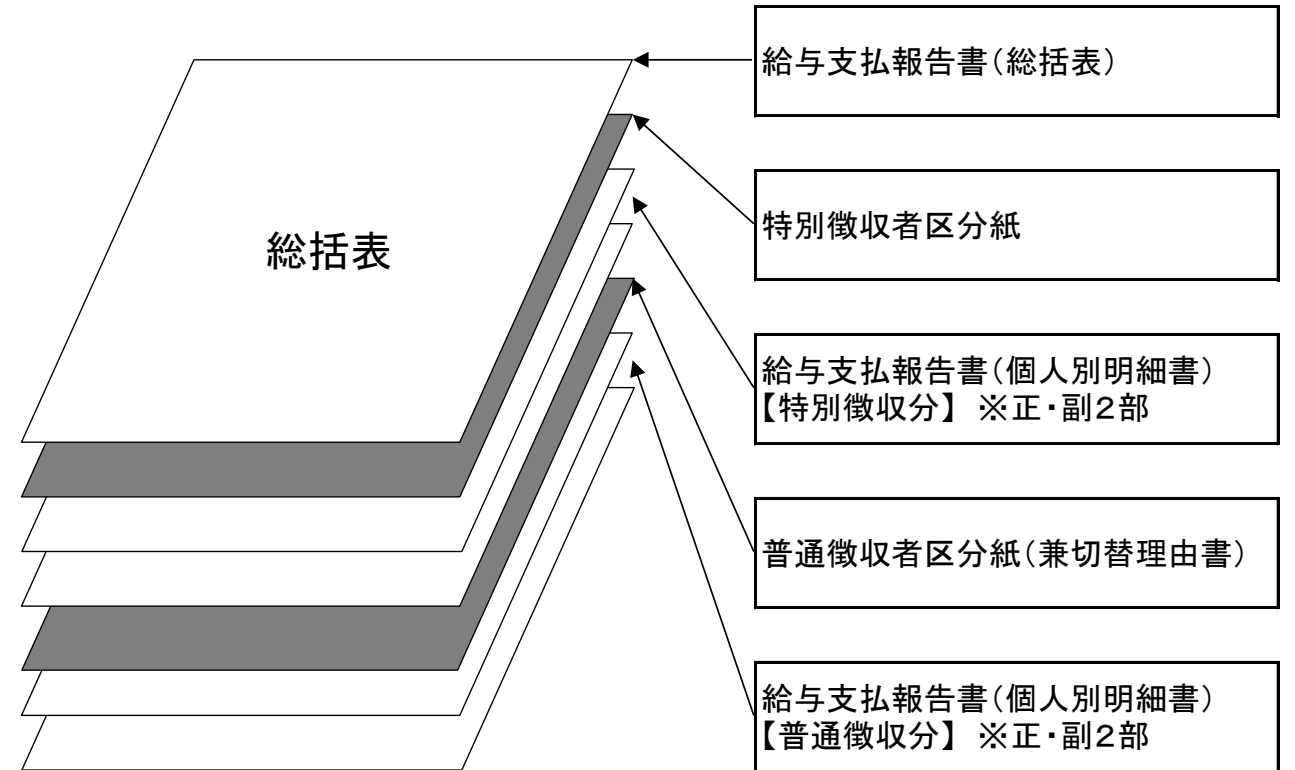 総括表
給与支払報告書（総括表）
特別徴収者区分紙
給与支払報告書（個人別明細書）
【特別徴収分】 ※正・副２部
普通徴収者区分紙（兼切替理由書）
給与支払報告書（個人別明細書）
【普通徴収分】 ※正・副２部